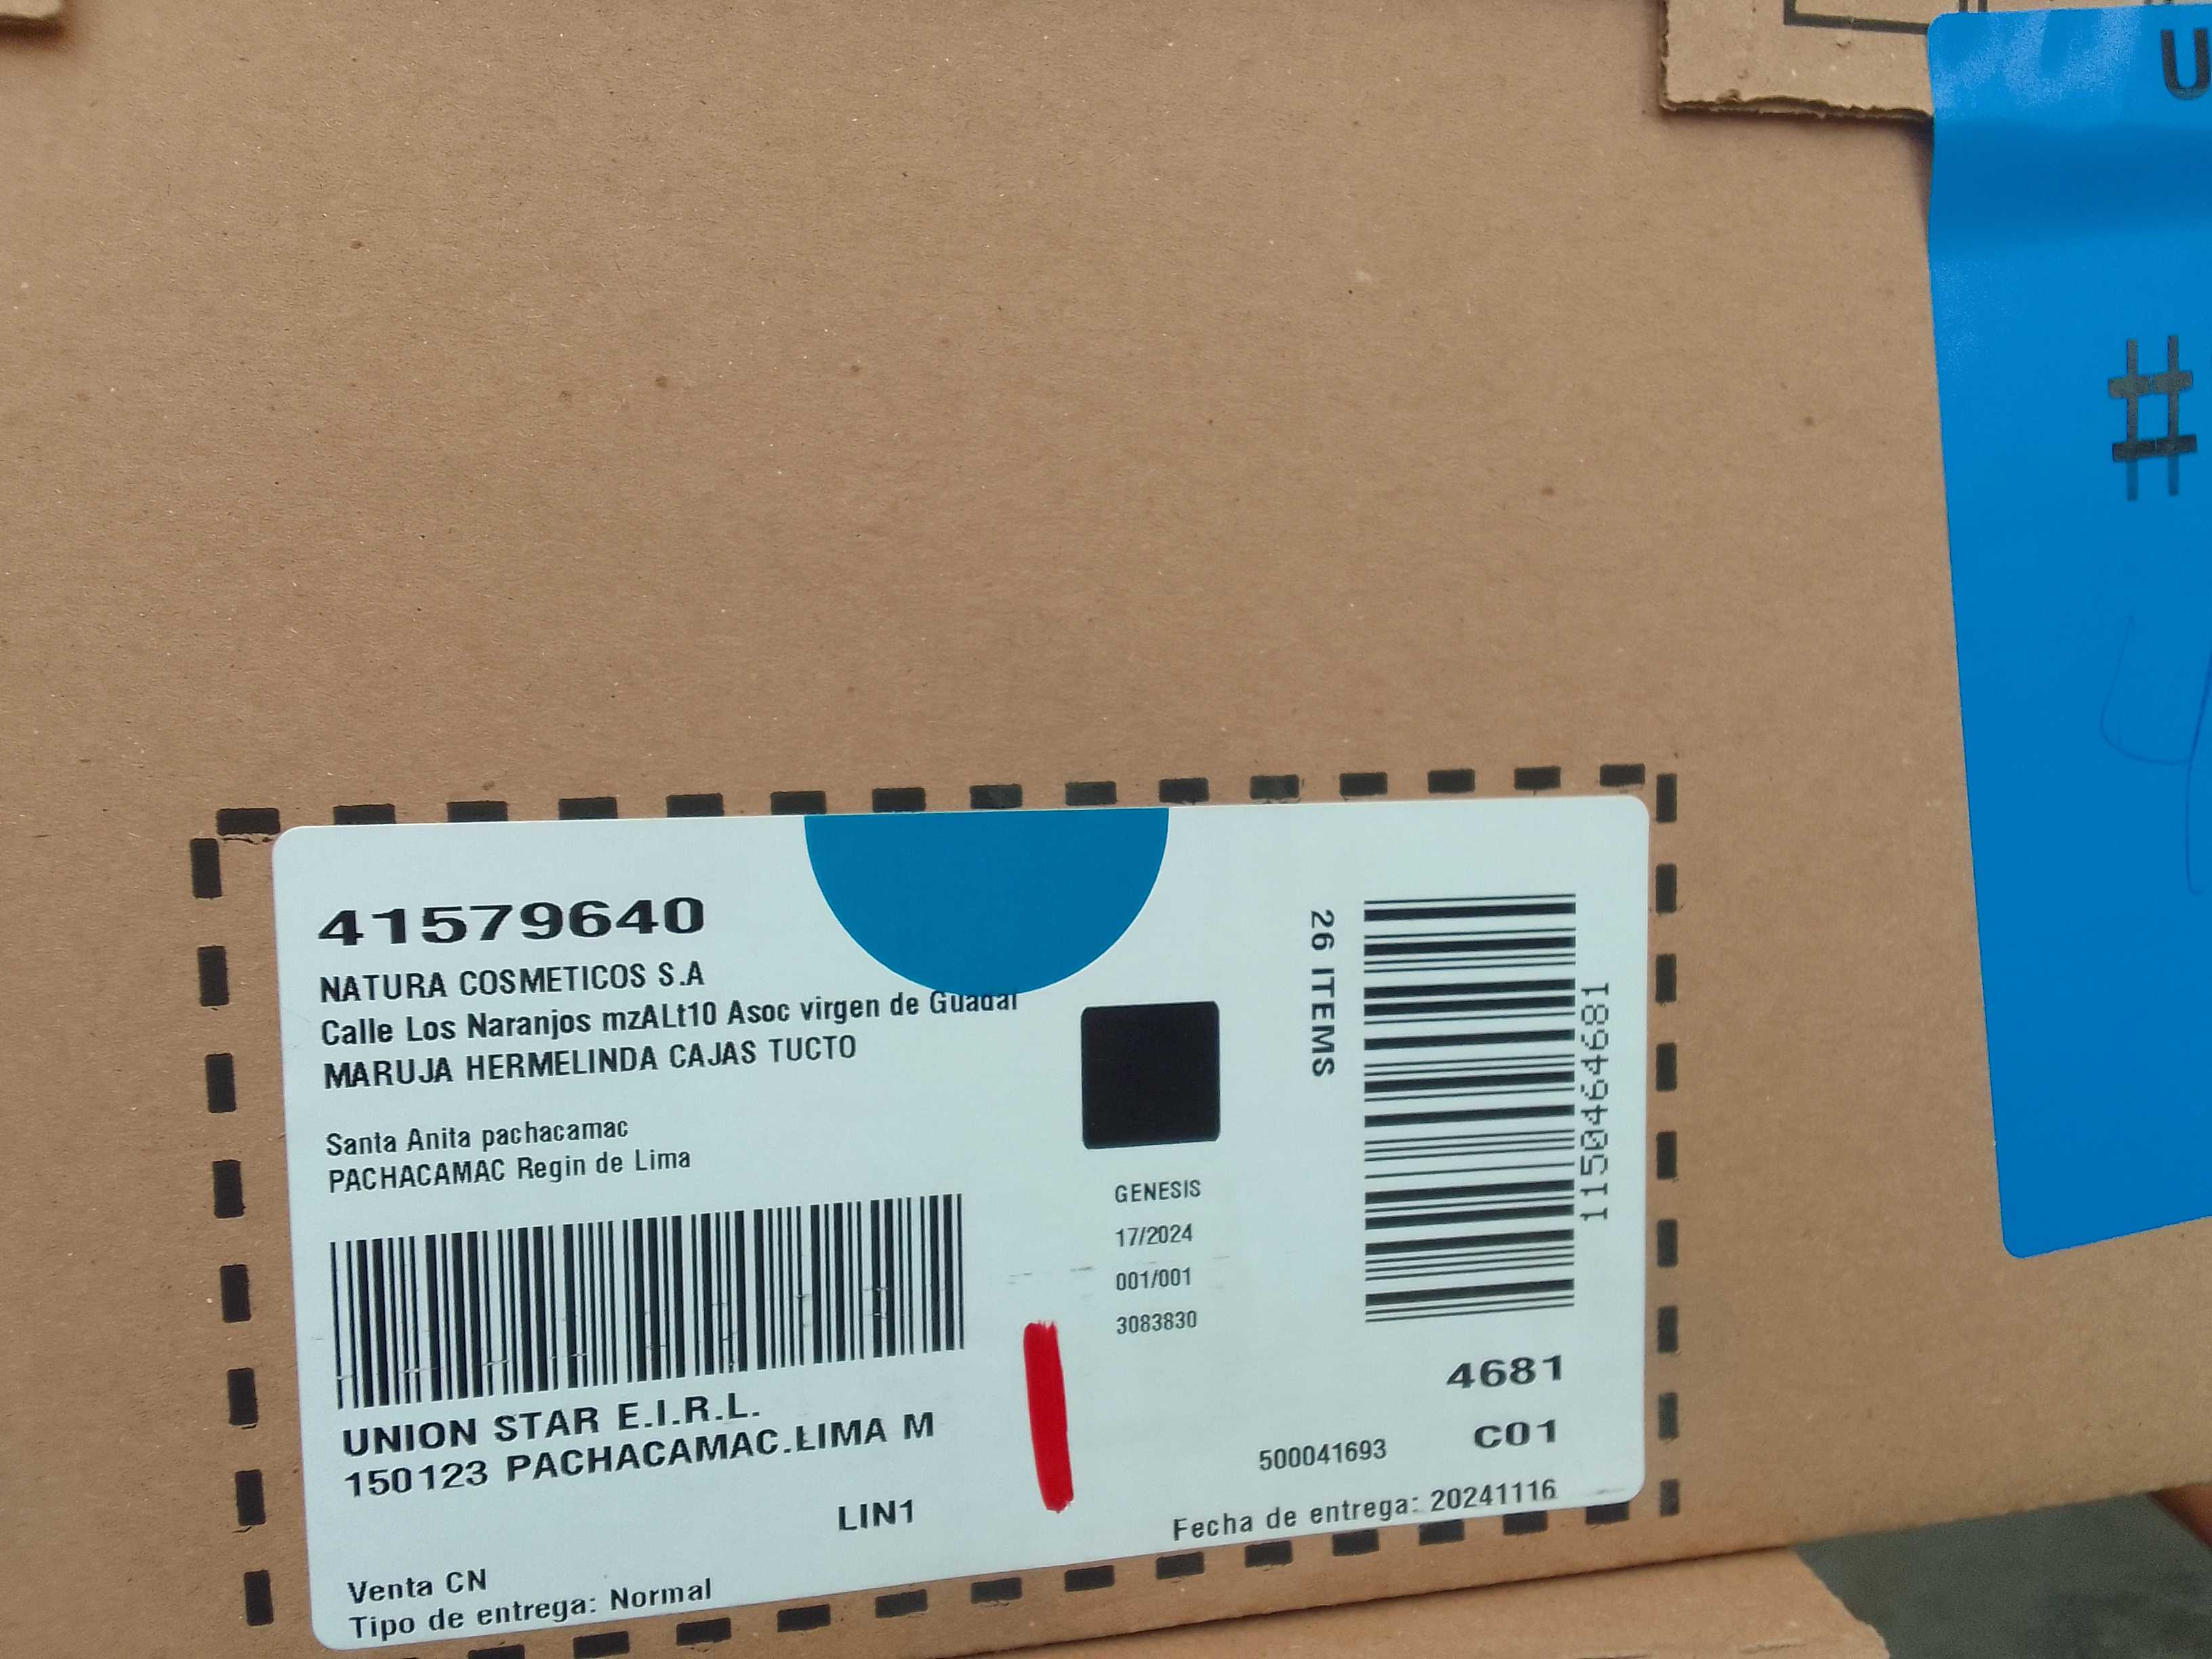 U
#
41579640
NATURA COSMETICOS S.A
Calle Los Naranjos mzALt10 Asoc virgen de Guadal
MARUJA HERMELINDA CAJAS TUCTO
Santa Anita pachacamac
PACHACAMAC Regin de Lima
UNION STAR E.I.R.L.
150123 PACHACAMAC.LIMA M
LIN1
Venta CN
Tipo de entrega: Normal
GENESIS
17/2024
001/001
3083830
26 ITEMS
11504644681
4681
C01
500041693
Fecha de entrega: 20241116